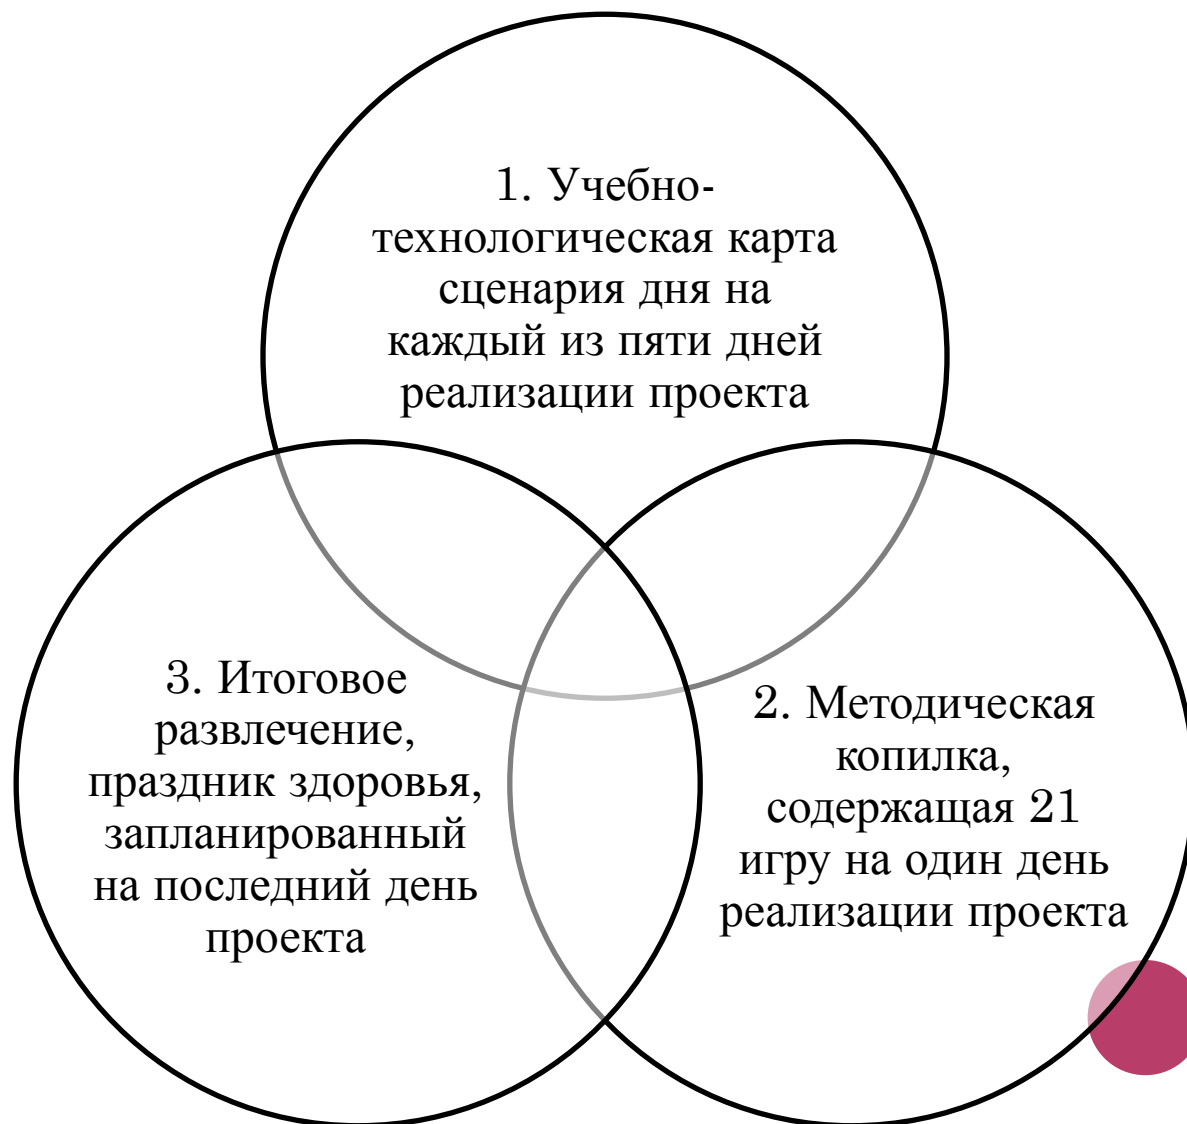 1. Учебно-
технологическая карта
сценария дня на
каждый из пяти дней
реализации проекта
3. Итоговое
развлечение,
праздник здоровья,
запланированный
на последний день
проекта
2. Методическая
копилка,
содержащая 21
игру на один день
реализации проекта